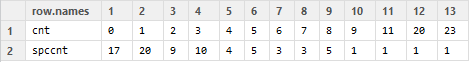 row.names 1 2 3 4 5 6 7 8 9 10 11 12 13
1 cnt 0 1 2 3 4 5 6 7 8 9 11 20 23
2 spccnt 17 20 9 10 4 5 3 3 5 1 1 1 1